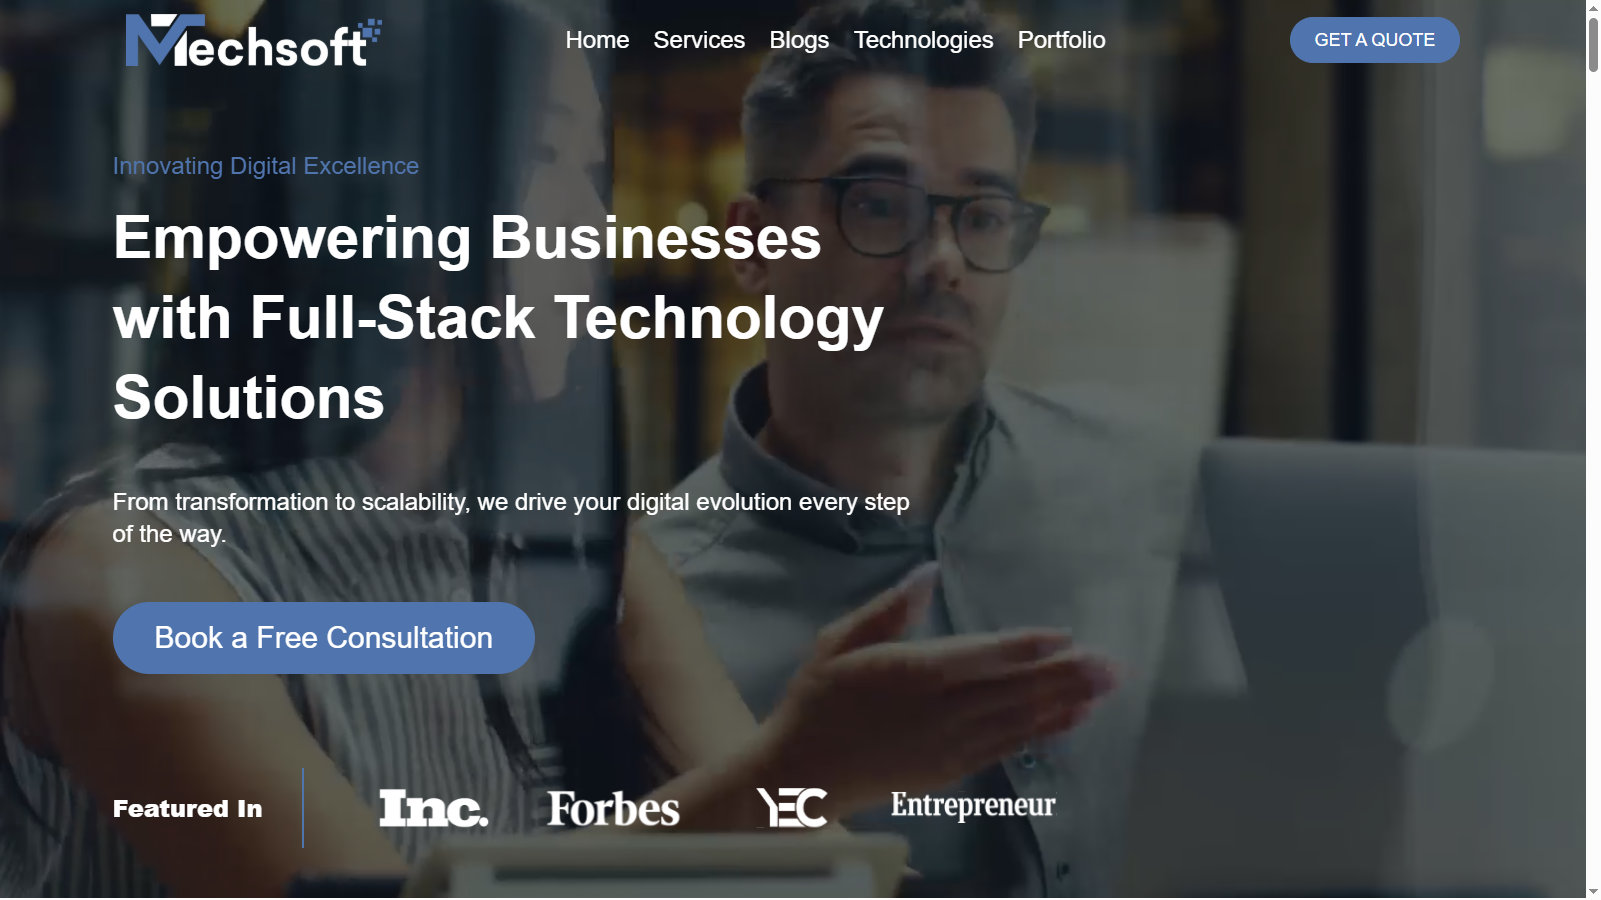 MTechsoft
Home Services Blogs Technologies Portfolio
GET A QUOTE
Innovating Digital Excellence
Empowering Businesses
with Full-Stack Technology
Solutions
From transformation to scalability, we drive your digital evolution every step
of the way.
Book a Free Consultation
Featured In
Inc.
Forbes
YEC
Entrepreneur